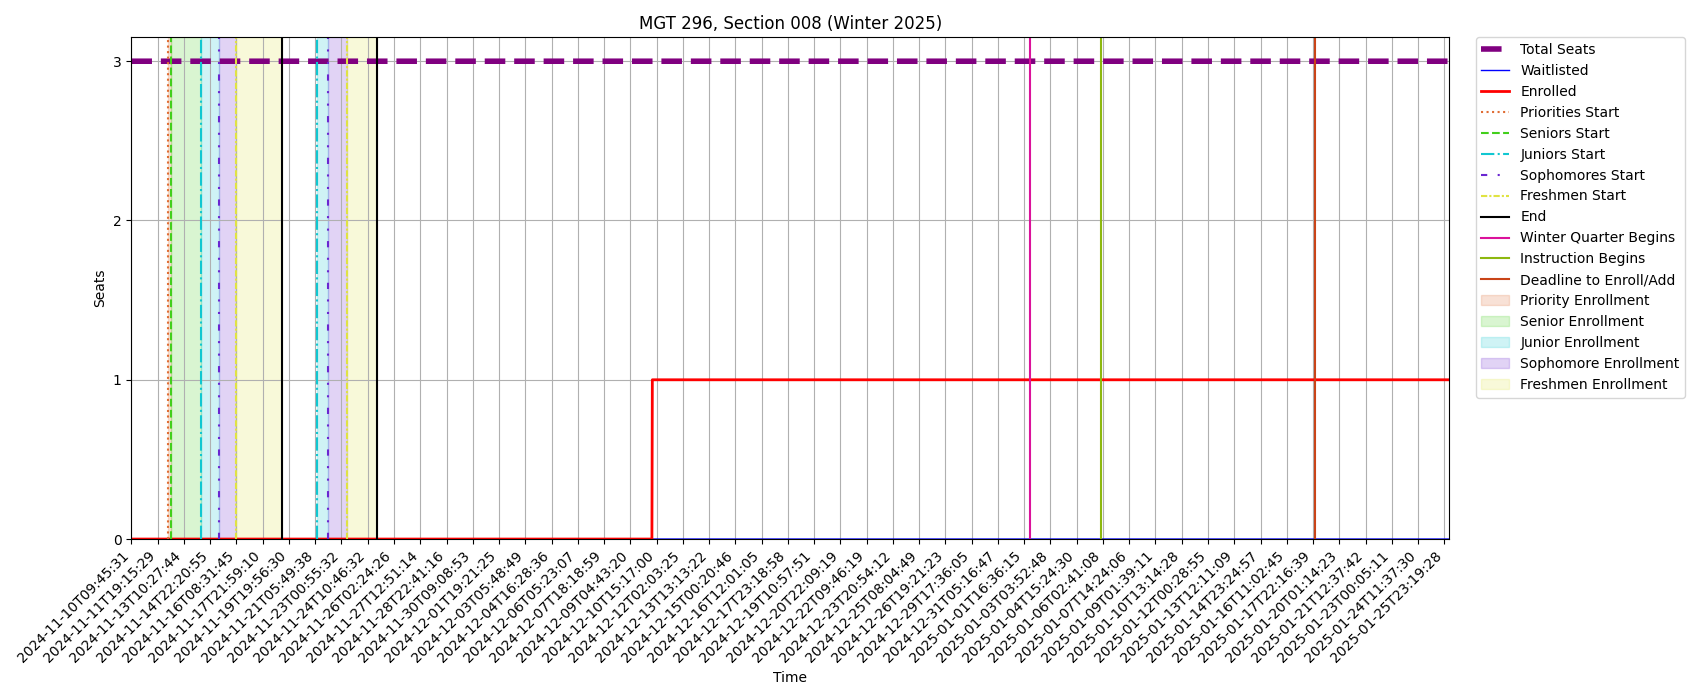 MGT 296, Section 008 (Winter 2025)
Seats
3
2
1
0
2024-11-10T09:45:31
2024-11-11T19:15:29
2024-11-13T10:27:44
2024-11-14T22:20:55
2024-11-16T08:31:45
2024-11-17T21:59:10
2024-11-19T19:56:30
2024-11-21T05:49:38
2024-11-23T00:55:32
2024-11-24T10:46:32
2024-11-26T02:24:26
2024-11-27T12:51:14
2024-11-28T22:41:16
2024-11-30T09:08:53
2024-12-01T19:21:25
2024-12-03T05:48:49
2024-12-04T16:28:36
2024-12-06T05:23:07
2024-12-07T18:18:59
2024-12-09T04:43:20
2024-12-10T15:17:00
2024-12-12T02:03:25
2024-12-13T13:13:22
2024-12-15T00:20:46
2024-12-16T12:01:05
2024-12-17T23:18:58
2024-12-19T10:57:51
2024-12-20T22:09:19
2024-12-22T09:46:19
2024-12-23T20:54:12
2024-12-25T08:04:49
2024-12-26T19:21:23
2024-12-29T17:36:05
2024-12-31T05:16:47
2025-01-01T16:36:15
2025-01-03T03:52:48
2025-01-04T15:24:30
2025-01-06T02:41:08
2025-01-07T14:24:06
2025-01-09T01:39:11
2025-01-10T13:14:28
2025-01-12T00:28:55
2025-01-13T12:11:09
2025-01-14T23:24:57
2025-01-16T11:02:45
2025-01-17T22:16:39
2025-01-20T01:14:23
2025-01-21T12:37:42
2025-01-23T00:05:11
2025-01-24T11:37:30
2025-01-25T23:19:28
Time
Total Seats
Waitlisted
Enrolled
Priorities Start
Seniors Start
Juniors Start
Sophomores Start
Freshmen Start
End
Winter Quarter Begins
Instruction Begins
Deadline to Enroll/Add
Priority Enrollment
Senior Enrollment
Junior Enrollment
Sophomore Enrollment
Freshmen Enrollment